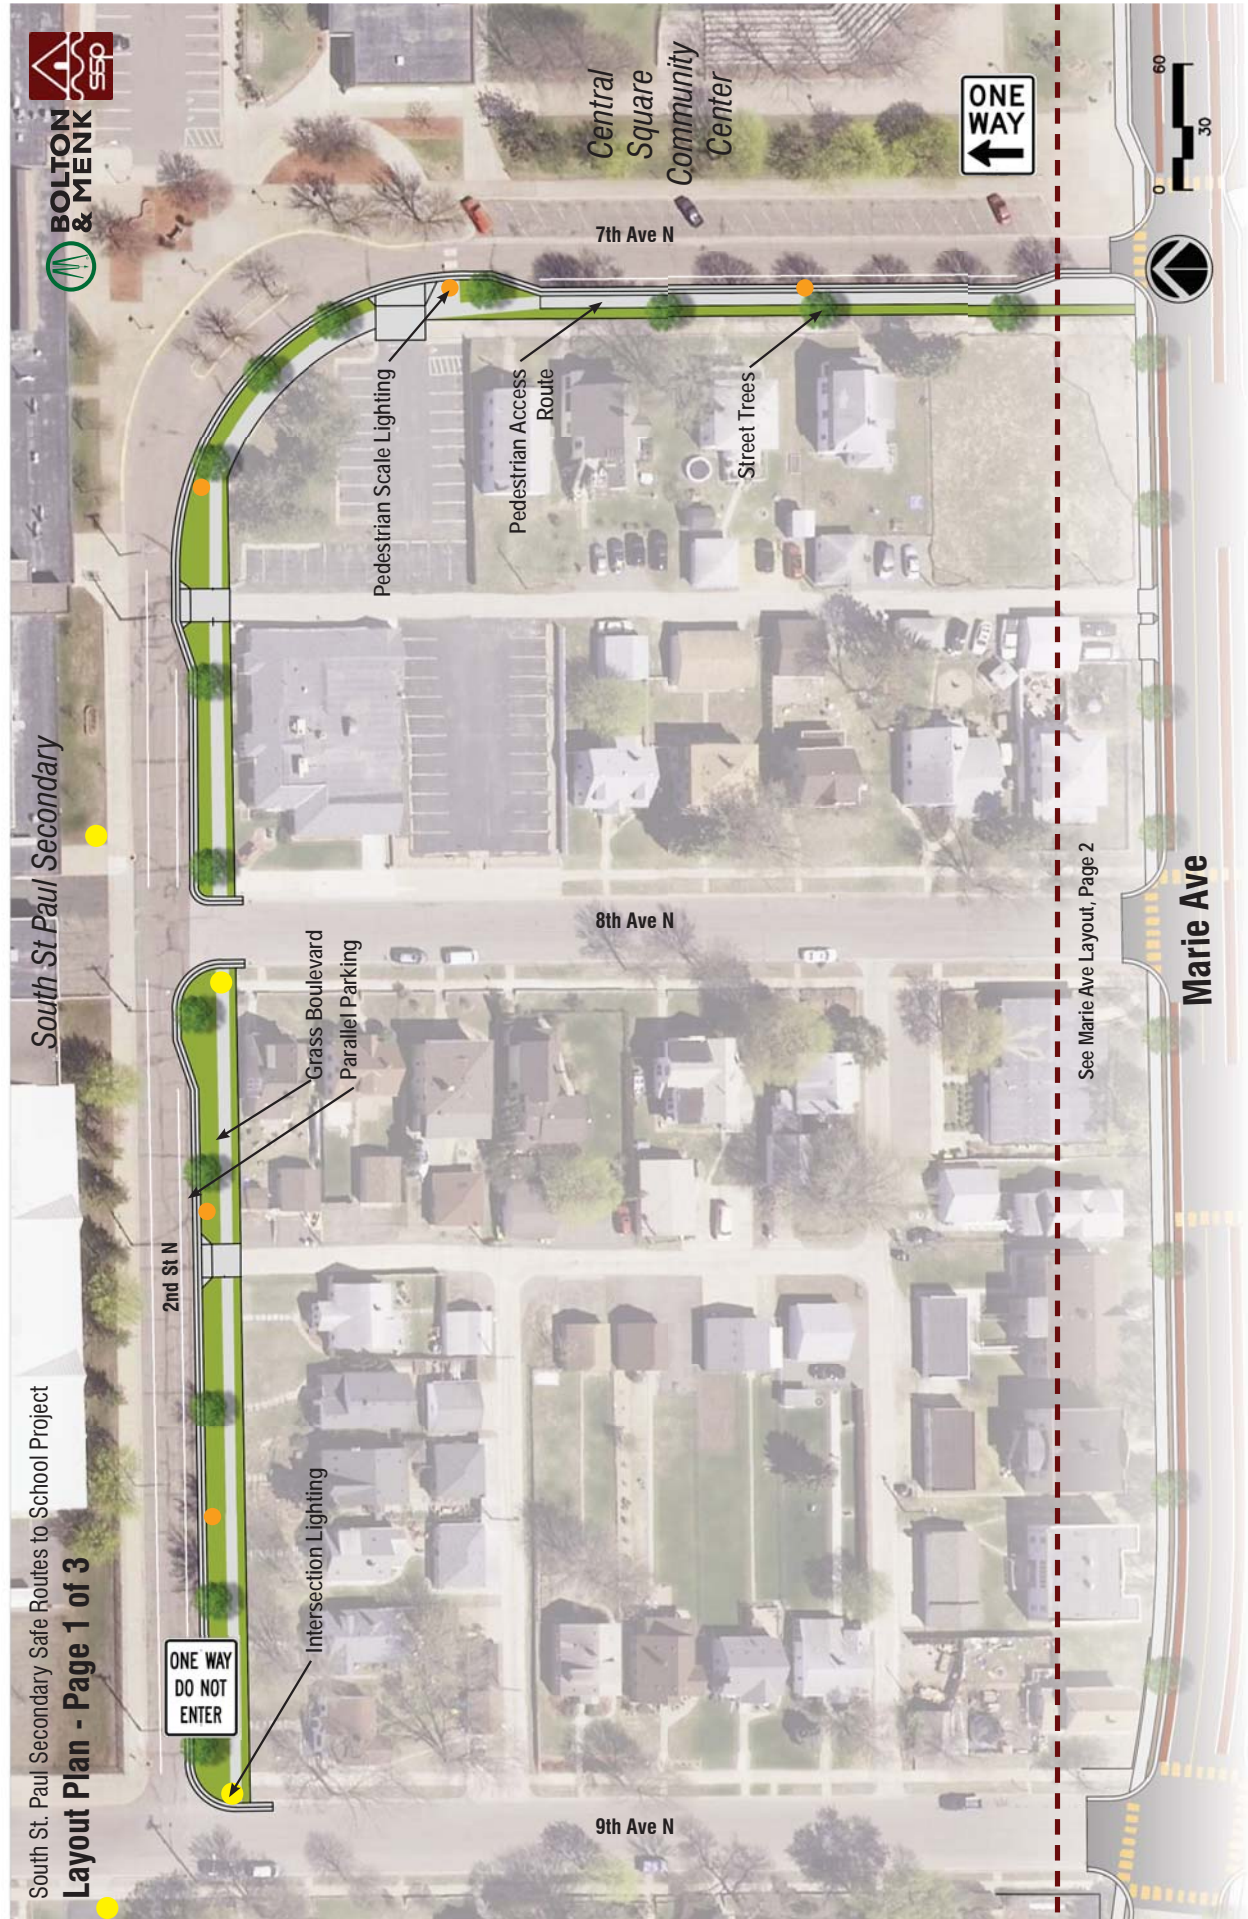 South St. Paul Secondary Safe Routes to School Project
Layout Plan - Page 1 of 3
South St Paul Secondary
BOLTON
& MENK
ssp
2nd St N
ONE WAY
DO NOT
ENTER
Intersection Lighting
Grass Boulevard
Parallel Parking
Pedestrian Scale Lighting
Pedestrian Access
Route
Street Trees
9th Ave N
8th Ave N
7th Ave N
Central
Square
Community
Center
ONE
WAY
See Marie Ave Layout, Page 2
Marie Ave
0
30
60